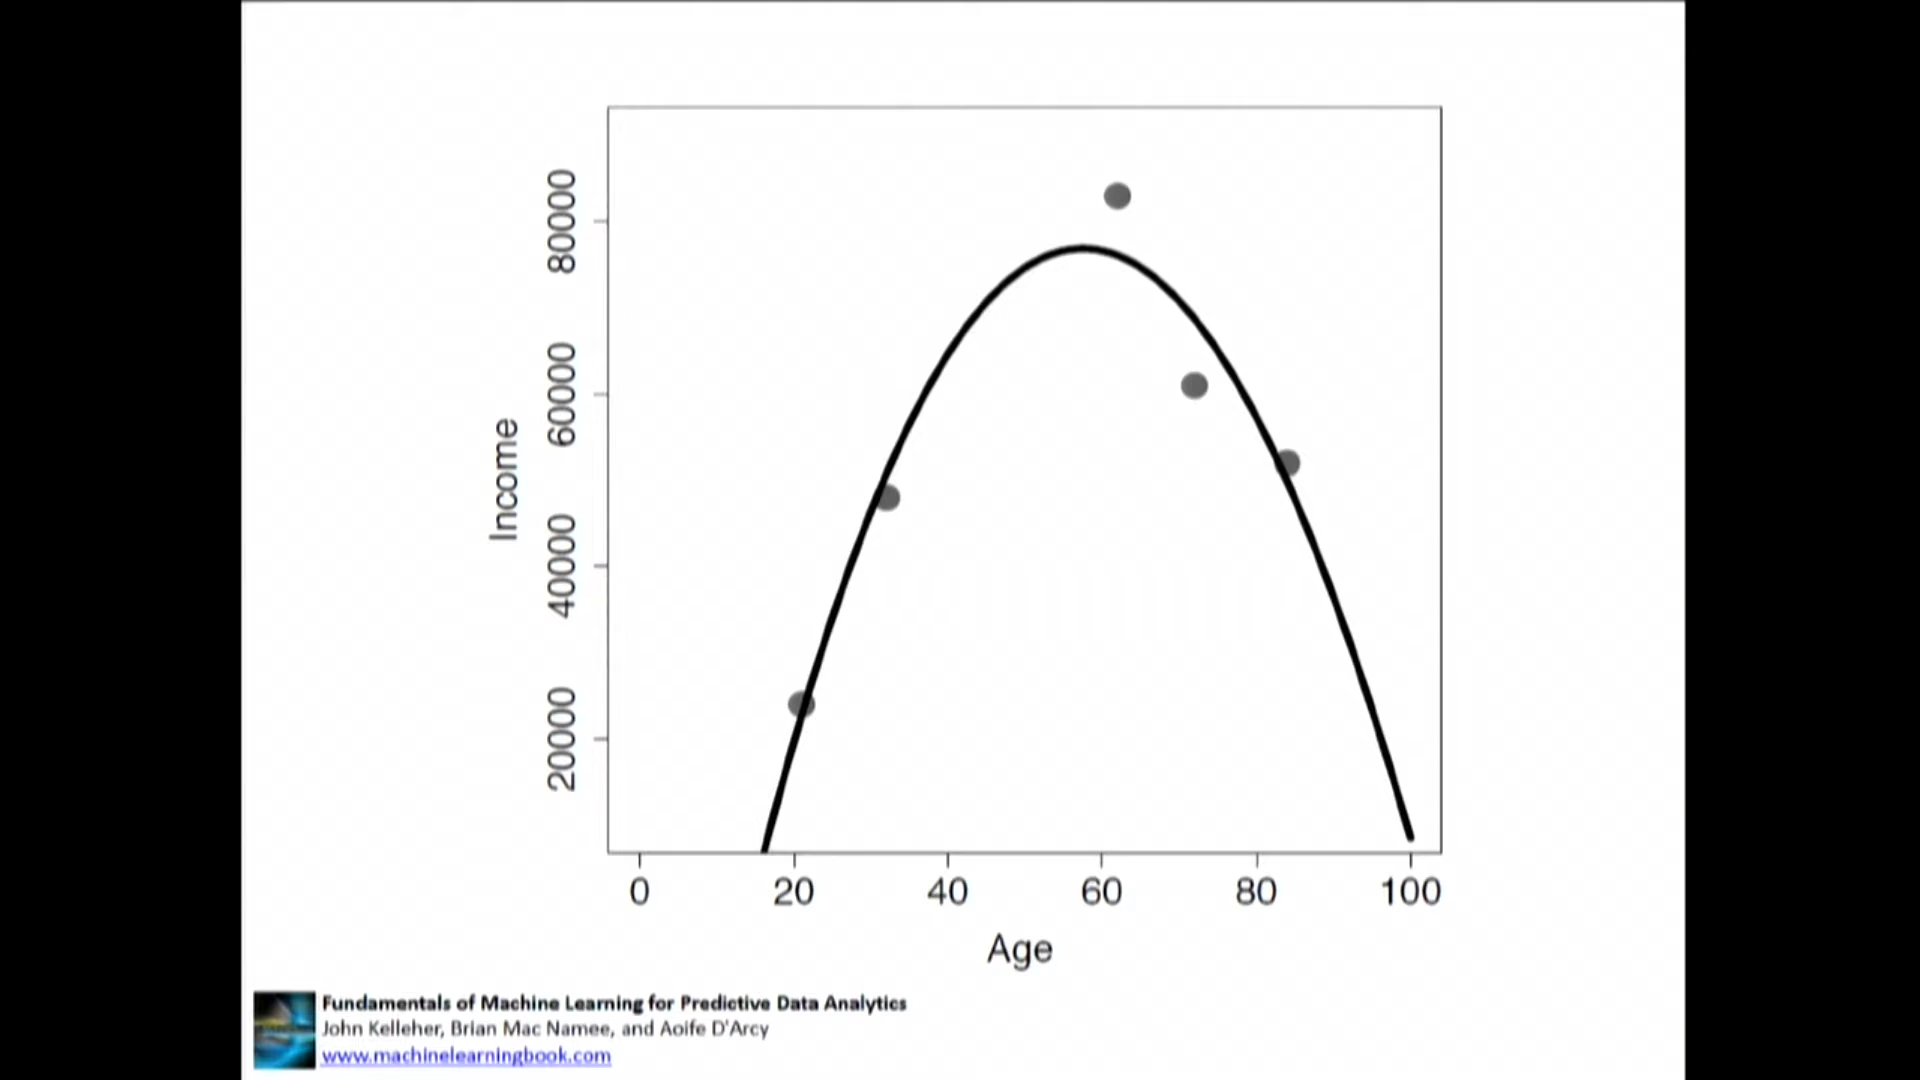 80000
60000
40000
20000
Income
0 20 40 60 80 100
Age
Fundamentals of Machine Learning for Predictive Data Analytics
John Kelleher, Brian Mac Namee, and Aoife D'Arcy
www.machinelearningbook.com